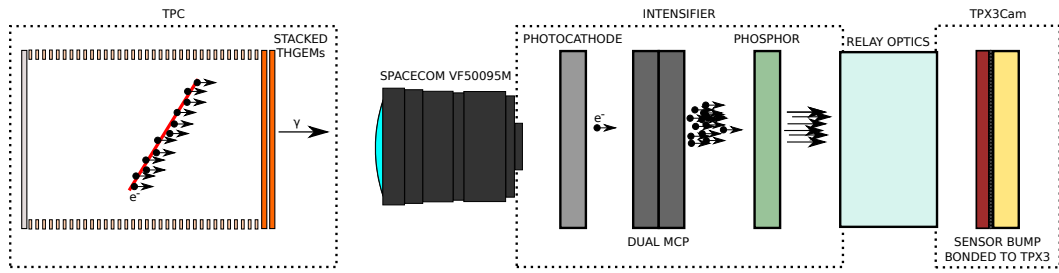 TPC
INTENSIFIER
TPX3Cam
STACKED
THGEMs
PHOTOCATHODE
PHOSPHOR
RELAY OPTICS
SPACECOM VF50095M
γ
e⁻
e⁻
DUAL MCP
SENSOR BUMP
BONDED TO TPX3